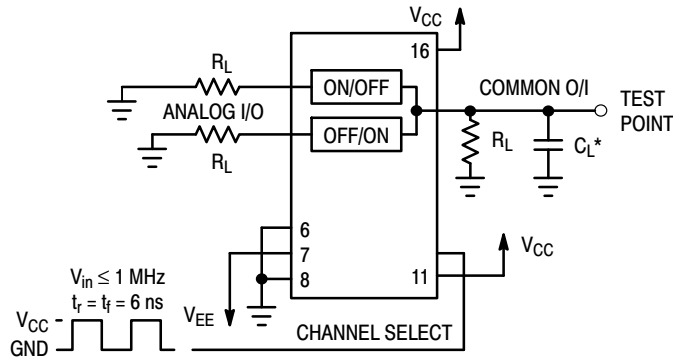 VCC
16
RL
ON/OFF
COMMON O/I
TEST
POINT
ANALOG I/O
OFF/ON
RL
RL
CL*
6
7
8
11
VCC
Vin ≤ 1 MHz
tr = tf = 6 ns
VEE
VCC
GND
CHANNEL SELECT